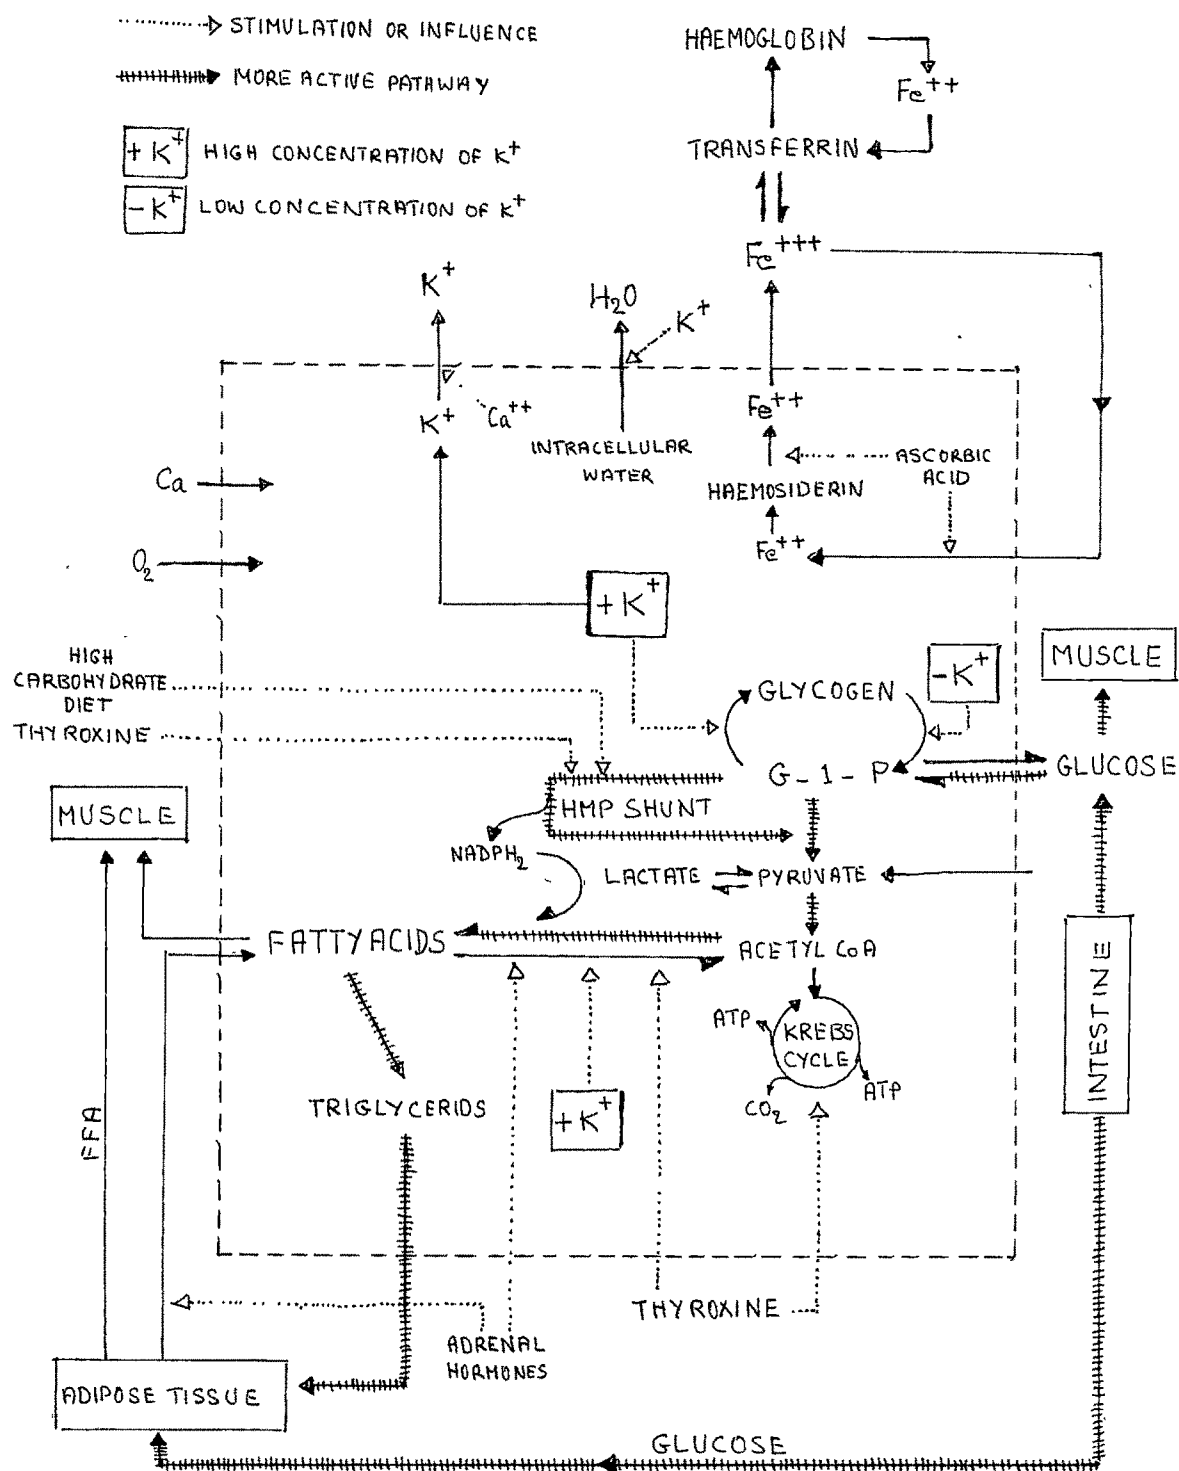 STIMULATION OR INFLUENCE
MORE ACTIVE PATHWAY
+K⁺ HIGH CONCENTRATION OF K⁺
-K⁺ LOW CONCENTRATION OF K⁺
HAEMOGLOBIN
Fe⁺⁺
TRANSFERRIN
Fe⁺⁺⁺
K⁺
H₂O
K⁺
K⁺
Ca⁺⁺
INTRACELLULAR
WATER
Fe⁺⁺
HAEMOSIDERIN
ASCORBIC
ACID
Fe⁺⁺
Ca
O₂
+K⁺
HIGH
CARBOHYDRATE
DIET
THYROXINE
GLYCOGEN
-K⁺
MUSCLE
G-1-P
GLUCOSE
MUSCLE
HMP SHUNT
NADPH₂
LACTATE
PYRUVATE
FATTY ACIDS
ACETYL CoA
INTESTINE
ATP
KREBS
CYCLE
ATP
CO₂
TRIGLYCERIDS
+K⁺
FFA
THYROXINE
ADRENAL
HORMONES
ADIPOSE TISSUE
GLUCOSE